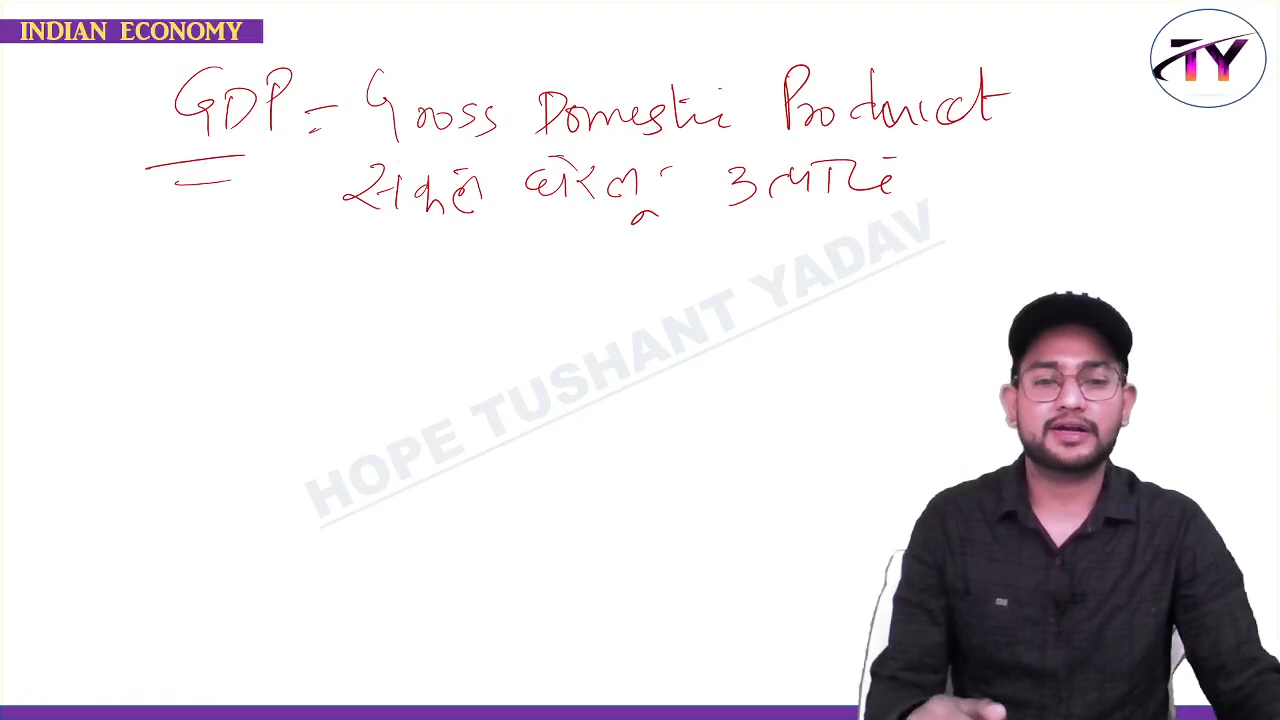 INDIAN ECONOMY
TY
GDP = Gross Domestic Product
सकल घरेलू उत्पाद
HOPE TUSHANT YADAV